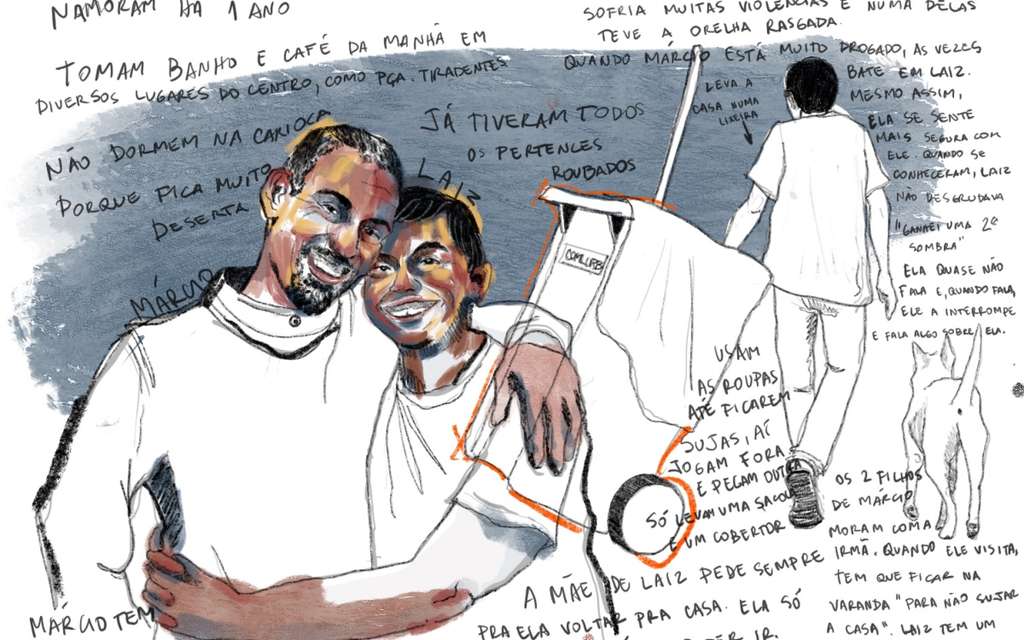 NAMORAM HÁ 1 ANO
TOMAM BANHO E CAFÉ DA MANHÃ EM
DIVERSOS LUGARES DO CENTRO, COMO PÇA. TIRADENTES
NÃO DORMEM NA CARIOCA
PORQUE FICA MUITO
DESERTA
JÁ TIVERAM TODOS
OS PERTENCES
ROUBADOS
LAIZ
MÁRCIO
SOFRIA MUITAS VIOLÊNCIAS E NUMA DELAS
TEVE A ORELHA RASGADA.
QUANDO MÁRCIO ESTÁ MUITO DROGADO, AS VEZES
BATE EM LAIZ.
MESMO ASSIM,
ELA SE SENTE
MAIS SEGURA COM
ELE. QUANDO SE
CONHECERAM, LAIZ
NÃO DESGRUDAVA
"GANHEI UMA 2ª
SOMBRA"
ELA QUASE NÃO
FALA E, QUANDO FALA,
ELE A INTERROMPE
E FALA ALGO SOBRE ELA.
LEVA A
CASA NUMA
LIXEIRA
COMLURB
USAM
AS ROUPAS
ATÉ FICAREM
SUJAS, AÍ
JOGAM FORA
E PEGAM OUTRA
SÓ LEVAM UMA SACOLA
E UM COBERTOR
OS 2 FILHOS
DE MÁRCIO
MORAM COM A
IRMÃ. QUANDO ELE VISITA,
TEM QUE FICAR NA
VARANDA "PARA NÃO SUJAR
A CASA". LAIZ TEM UM
A MÃE DE LAIZ PEDE SEMPRE
PRA ELA VOLTAR PRA CASA. ELA SÓ
IR.
MÁRCIO TEM